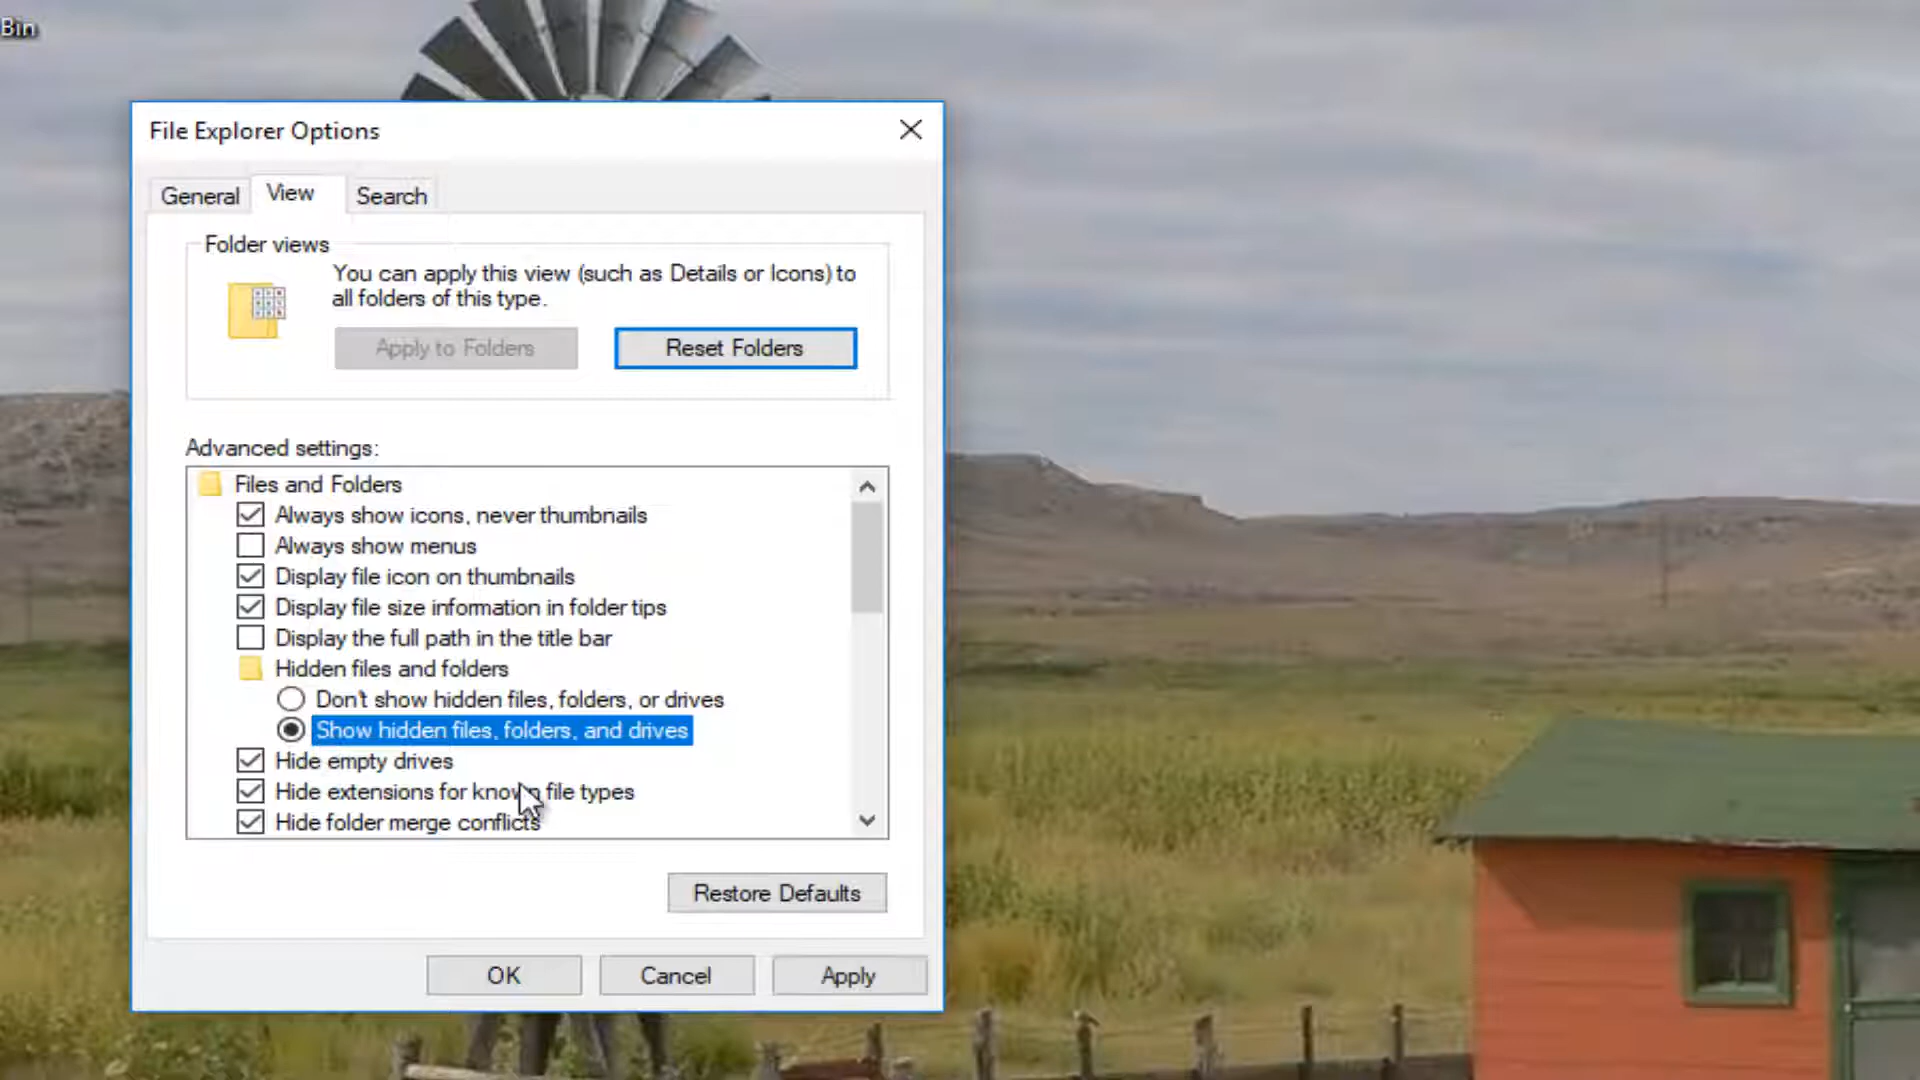 Bin
File Explorer Options
General
View
Search
Folder views
You can apply this view (such as Details or Icons) to
all folders of this type.
Apply to Folders
Reset Folders
Advanced settings:
Files and Folders
Always show icons, never thumbnails
Always show menus
Display file icon on thumbnails
Display file size information in folder tips
Display the full path in the title bar
Hidden files and folders
Don't show hidden files, folders, or drives
Show hidden files, folders, and drives
Hide empty drives
Hide extensions for known file types
Hide folder merge conflicts
Restore Defaults
OK
Cancel
Apply